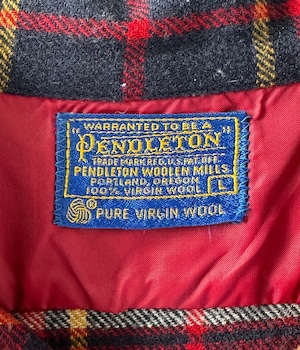 WARRANTED TO BE A
"PENDLETON"
TRADE MARK REG. U.S. PAT. OFF.
PENDLETON WOOLEN MILLS
PORTLAND, OREGON
100% VIRGIN WOOL L
® PURE VIRGIN WOOL